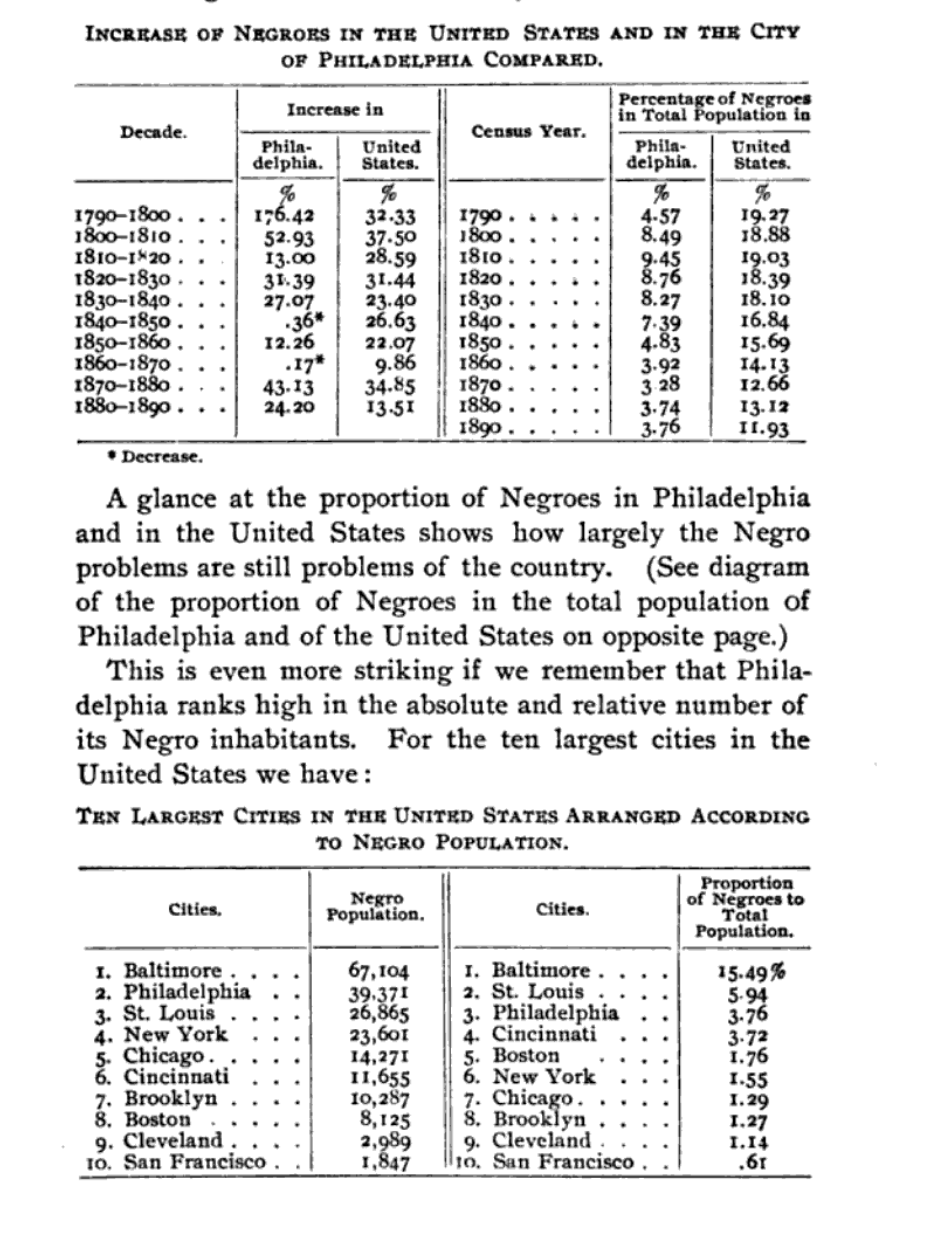 INCREASE OF NEGROES IN THE UNITED STATES AND IN THE CITY
OF PHILADELPHIA COMPARED.
Decade. Increase in Census Year. Percentage of Negroes in Total Population in
Phila-delphia. United States. Phila-delphia. United States.
% % % %
1790–1800 . . . 176.42 32.33 1790 . . . . . 4.57 19.27
1800–1810 . . . 52.93 37.50 1800 . . . . . 8.49 18.88
1810–1820 . . . 13.00 28.59 1810 . . . . . 9.45 19.03
1820–1830 . . . 31.39 31.44 1820 . . . . . 8.76 18.39
1830–1840 . . . 27.07 23.40 1830 . . . . . 8.27 18.10
1840–1850 . . . .36* 26.63 1840 . . . . . 7.39 16.84
1850–1860 . . . 12.26 22.07 1850 . . . . . 4.83 15.69
1860–1870 . . . .17* 9.86 1860 . . . . . 3.92 14.13
1870–1880 . . . 43.13 34.85 1870 . . . . . 3 28 12.66
1880–1890 . . . 24.20 13.51 1880 . . . . . 3.74 13.12
1890 . . . . . 3.76 11.93
* Decrease.
A glance at the proportion of Negroes in Philadelphia
and in the United States shows how largely the Negro
problems are still problems of the country. (See diagram
of the proportion of Negroes in the total population of
Philadelphia and of the United States on opposite page.)
This is even more striking if we remember that Phila-
delphia ranks high in the absolute and relative number of
its Negro inhabitants. For the ten largest cities in the
United States we have:
TEN LARGEST CITIES IN THE UNITED STATES ARRANGED ACCORDING
TO NEGRO POPULATION.
Cities. Negro Population. Cities. Proportion of Negroes to Total Population.
1. Baltimore . . . . 67,104 1. Baltimore . . . . 15.49%
2. Philadelphia . . 39,371 2. St. Louis . . . . 5.94
3. St. Louis . . . . 26,865 3. Philadelphia . . 3.76
4. New York . . . 23,601 4. Cincinnati . . . 3.72
5. Chicago . . . . . 14,271 5. Boston . . . . 1.76
6. Cincinnati . . . 11,655 6. New York . . . 1.55
7. Brooklyn . . . . 10,287 7. Chicago . . . . . 1.29
8. Boston . . . . . 8,125 8. Brooklyn . . . . 1.27
9. Cleveland . . . . 2,989 9. Cleveland . . . . 1.14
10. San Francisco . . 1,847 10. San Francisco . . .61